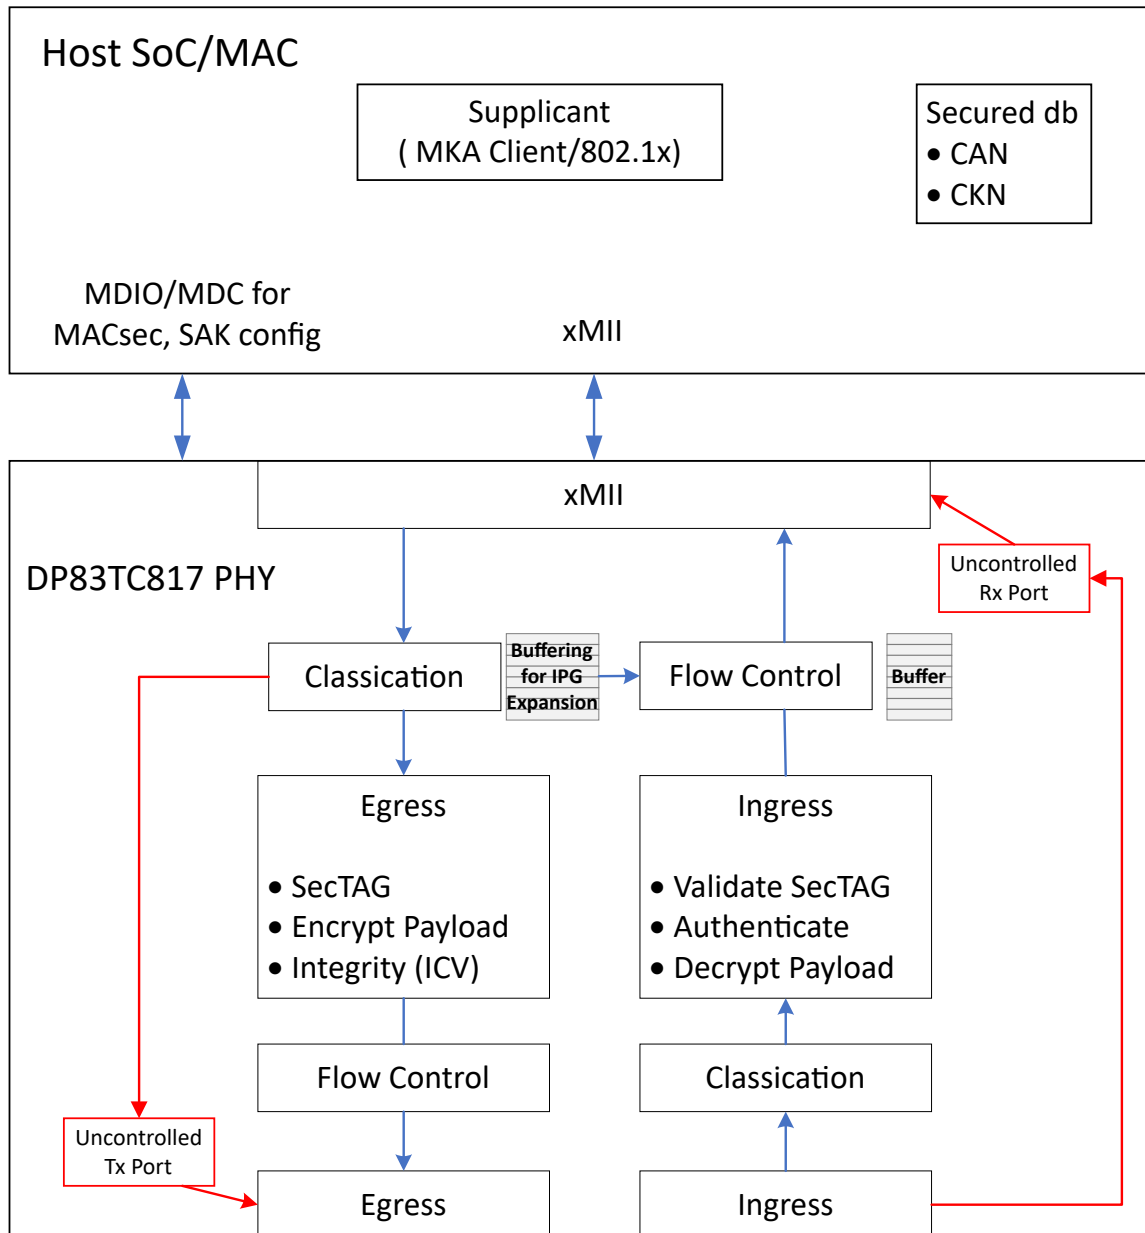 Host SoC/MAC
Supplicant
( MKA Client/802.1x)
Secured db
• CAN
• CKN
MDIO/MDC for
MACsec, SAK config
xMII
xMII
DP83TC817 PHY
Uncontrolled
Rx Port
Classication
Buffering
for IPG
Expansion
Flow Control
Buffer
Egress
• SecTAG
• Encrypt Payload
• Integrity (ICV)
Ingress
• Validate SecTAG
• Authenticate
• Decrypt Payload
Flow Control
Classication
Uncontrolled
Tx Port
Egress
Ingress